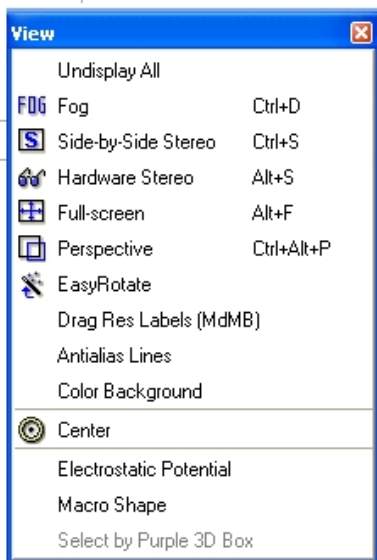 View
Undisplay All
FOG Fog Ctrl+D
S Side-by-Side Stereo Ctrl+S
Hardware Stereo Alt+S
Full-screen Alt+F
Perspective Ctrl+Alt+P
EasyRotate
Drag Res Labels (MdMB)
Antialias Lines
Color Background
Center
Electrostatic Potential
Macro Shape
Select by Purple 3D Box